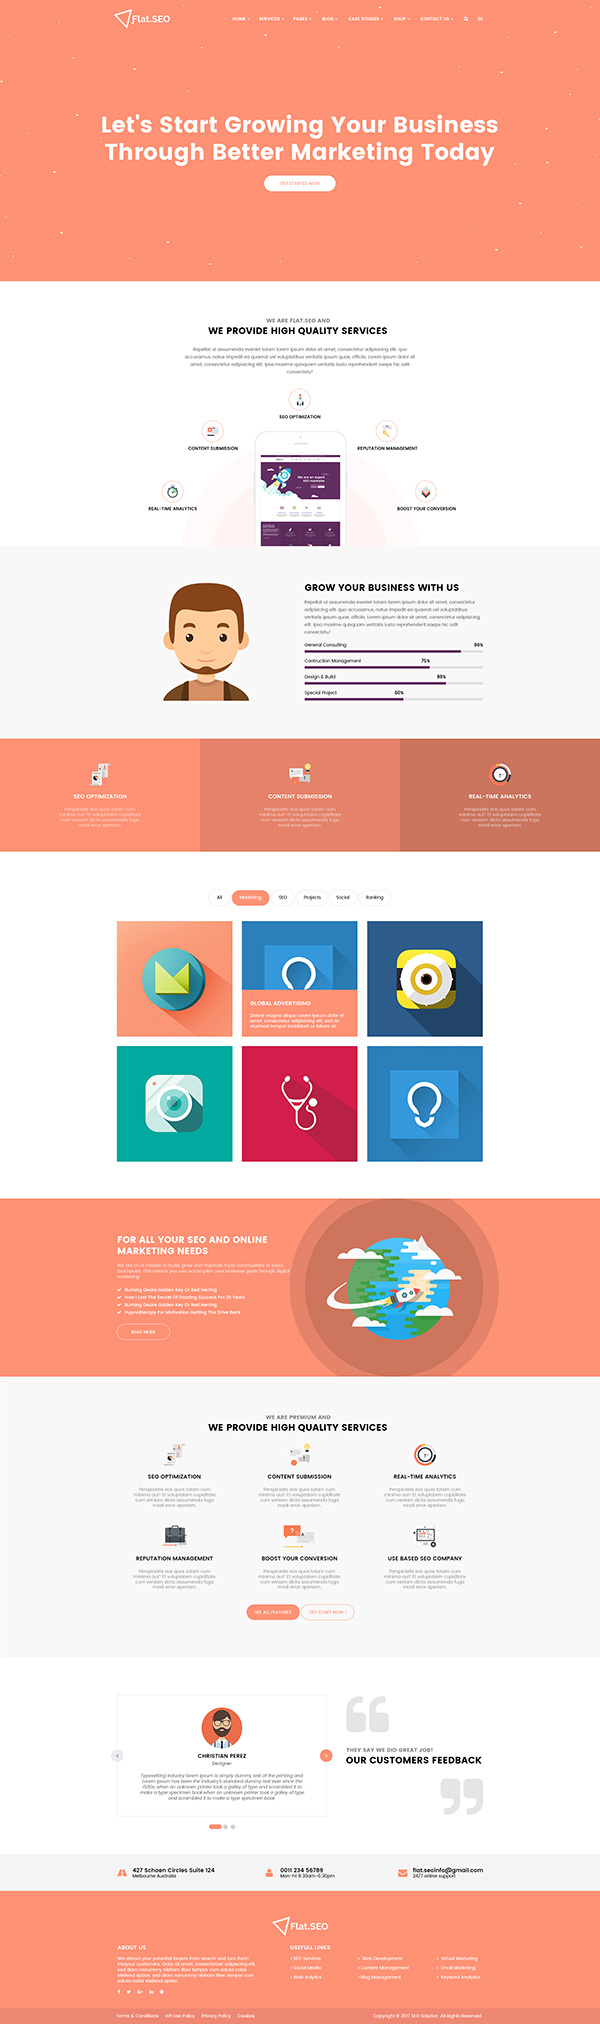 Flat.SEO
HOME SERVICES PAGES BLOG CASE STUDIES SHOP CONTACT US
Let's Start Growing Your Business
Through Better Marketing Today
GET STARTED NOW
WE ARE FLAT.SEO AND
WE PROVIDE HIGH QUALITY SERVICES
Repellat ut assumenda eveniet totam lorem ipsum dolor sit amet, consectetur adipisicing elit. quo
accusamus, natus impedit ea quaerat vel voluptatibus veritatis ipsum quae, officiis. Lorem ipsum dolor sit
amet. ipsa maxime quisquam veritatis iusto reprehenderit saepe hic odit
consectetu!
SEO OPTIMIZATION
CONTENT SUBMISSION
REPUTATION MANAGEMENT
We are an expert
SEO marketer
REAL-TIME ANALYTICS
BOOST YOUR CONVERSION
GROW YOUR BUSINESS WITH US
Repellat ut assumenda eveniet totam lorem ipsum dolor sit amet, consectetur
adipisicing elit. quo accusamus, natus impedit ea quaerat vel voluptatibus
veritatis ipsum quae, officiis. Lorem ipsum dolor sit amet, consectetur adipisicing
elit. ipsa maxime quisquam veritatis iusto reprehenderit saepe hic odit
consectetu!
General Consulting
Contruction Management 75%
Design & Build
Special Project 60%
SEO OPTIMIZATION
Perspiciatis eos quos totam cum
minima aut! Et voluptatem cupiditate
cum veniam dicta assumenda fuga
modi error aperiam.
CONTENT SUBMISSION
Perspiciatis eos quos totam cum
minima aut! Et voluptatem cupiditate
cum veniam dicta assumenda fuga
modi error aperiam.
REAL-TIME ANALYTICS
Perspiciatis eos quos totam cum
minima aut! Et voluptatem cupiditate
cum veniam dicta assumenda fuga
modi error aperiam.
All Marketing SEO Projects Social Ranking
GLOBAL ADVERTISING
Dolore magna aliqua Lorem ipsum dolor sit
amet, consectetur adipisicing elit, sed do
eiusmod tempor incididunt ut labore et
FOR ALL YOUR SEO AND ONLINE
MARKETING NEEDS
We are on a mission to build, grow and maintain loyal communities at every
touchpoint. this means you can accomplish your business goals through digital
marketing.
Burning Desire Golden Key Or Red Herring
How I Lost The Secret Of Dazzling Success For 20 Years
Burning Desire Golden Key Or Red Herring
Hypnotherapy For Motivation Getting The Drive Back
READ MORE
WE ARE PREMIUM AND
WE PROVIDE HIGH QUALITY SERVICES
SEO OPTIMIZATION
Perspiciatis eos quos totam cum
minima aut! Et voluptatem cupiditate
cum veniam dicta assumenda fuga
modi error aperiam.
CONTENT SUBMISSION
Perspiciatis eos quos totam cum
minima aut! Et voluptatem cupiditate
cum veniam dicta assumenda fuga
modi error aperiam.
REAL-TIME ANALYTICS
Perspiciatis eos quos totam cum
minima aut! Et voluptatem cupiditate
cum veniam dicta assumenda fuga
modi error aperiam.
REPUTATION MANAGEMENT
Perspiciatis eos quos totam cum
minima aut! Et voluptatem cupiditate
cum veniam dicta assumenda fuga
modi error aperiam.
BOOST YOUR CONVERSION
Perspiciatis eos quos totam cum
minima aut! Et voluptatem cupiditate
cum veniam dicta assumenda fuga
modi error aperiam.
USE BASED SEO COMPANY
Perspiciatis eos quos totam cum
minima aut! Et voluptatem cupiditate
cum veniam dicta assumenda fuga
modi error aperiam.
SEE ALL FEATURES GET START NOW !
CHRISTIAN PEREZ
Designer
Typesetting industry lorem ipsum is simply dummy text of the printing and.
Lorem ipsum has been the industry's standard dummy text ever since the
1500s, when an unknown printer took a galley of type and scrambled it to
make a type specimen book when an unknown printer took a galley of type
and scrambled it to make a type specimen book
THEY SAY WE DID GREAT JOB!
OUR CUSTOMERS FEEDBACK
427 Schoen Circles Suite 124
Melbourne Australia
0011 234 56789
Mon-Fri 8:30am-6:30pm
flat.seoinfo@gmail.com
24/7 online support
Flat.SEO
ABOUT US
We attract your potential buyers from search and turn them
intoyour customers. Dolor sit amet, consectetuer adipiscing elit,
sed diam nonummy nibham liber tempor cum soluta nobis
eleifend option. sed diam nonummy nibham liber tempor cum
soluta nobis eleifend option.
USEFULL LINKS
SEO Services
Web Development
Virtual Marketing
Social Media
Content Management
Email Marketing
Web Anlytics
Blog Management
Keyword Analytics
Terms & Conditions API Use Policy Privacy Policy Cookies
Copyright © 2017 SEO Solution. All Rights Reserved.